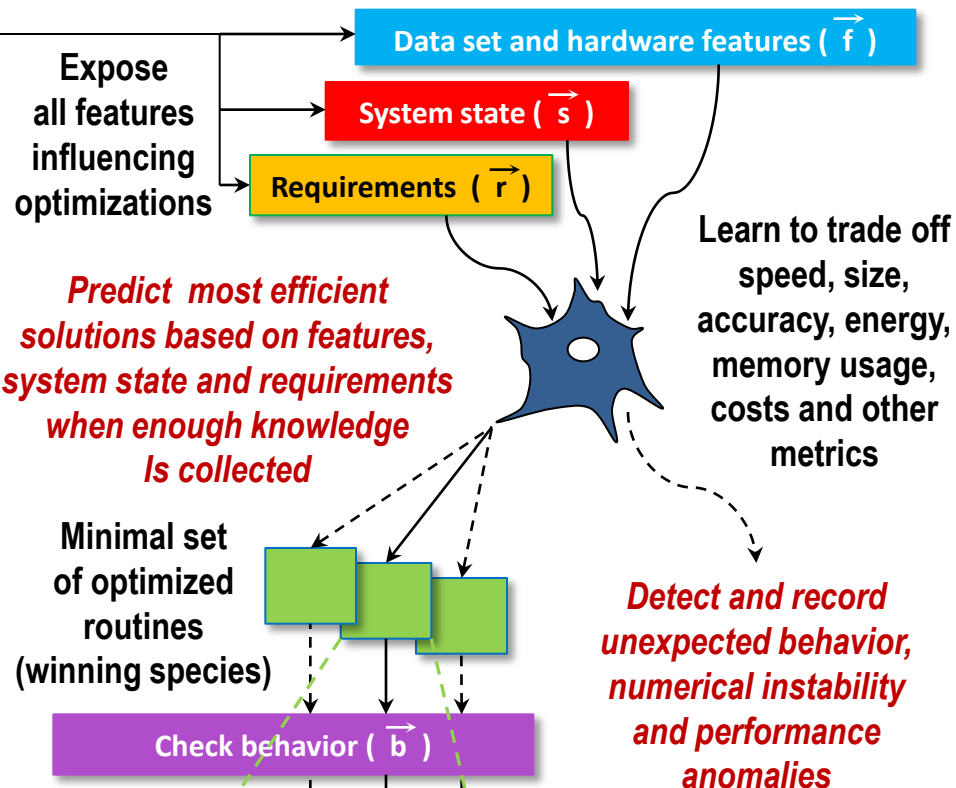 Data set and hardware features ( f )
Expose
all features
influencing
optimizations
System state ( s )
Requirements ( r )
Learn to trade off
speed, size,
accuracy, energy,
memory usage,
costs and other
metrics
Predict most efficient
solutions based on features,
system state and requirements
when enough knowledge
Is collected
Minimal set
of optimized
routines
(winning species)
Detect and record
unexpected behavior,
numerical instability
and performance
anomalies
Check behavior ( b )